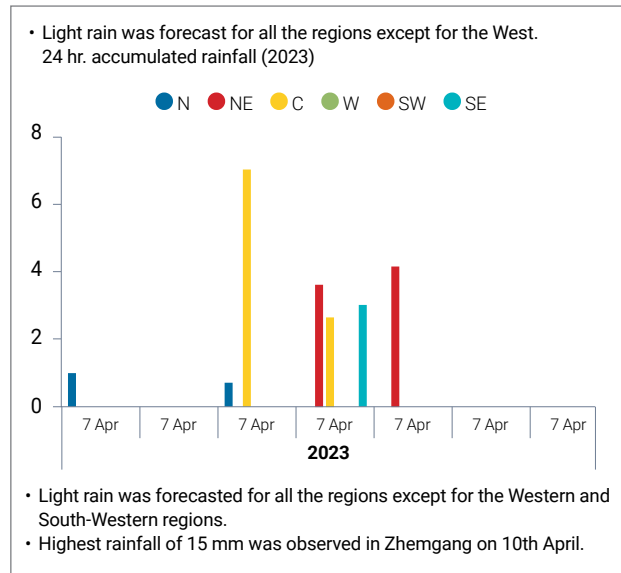 • Light rain was forecast for all the regions except for the West.
24 hr. accumulated rainfall (2023)
N NE C W SW SE
8
6
4
2
0
7 Apr 7 Apr 7 Apr 7 Apr 7 Apr 7 Apr 7 Apr
2023
• Light rain was forecasted for all the regions except for the Western and
South-Western regions.
• Highest rainfall of 15 mm was observed in Zhemgang on 10th April.